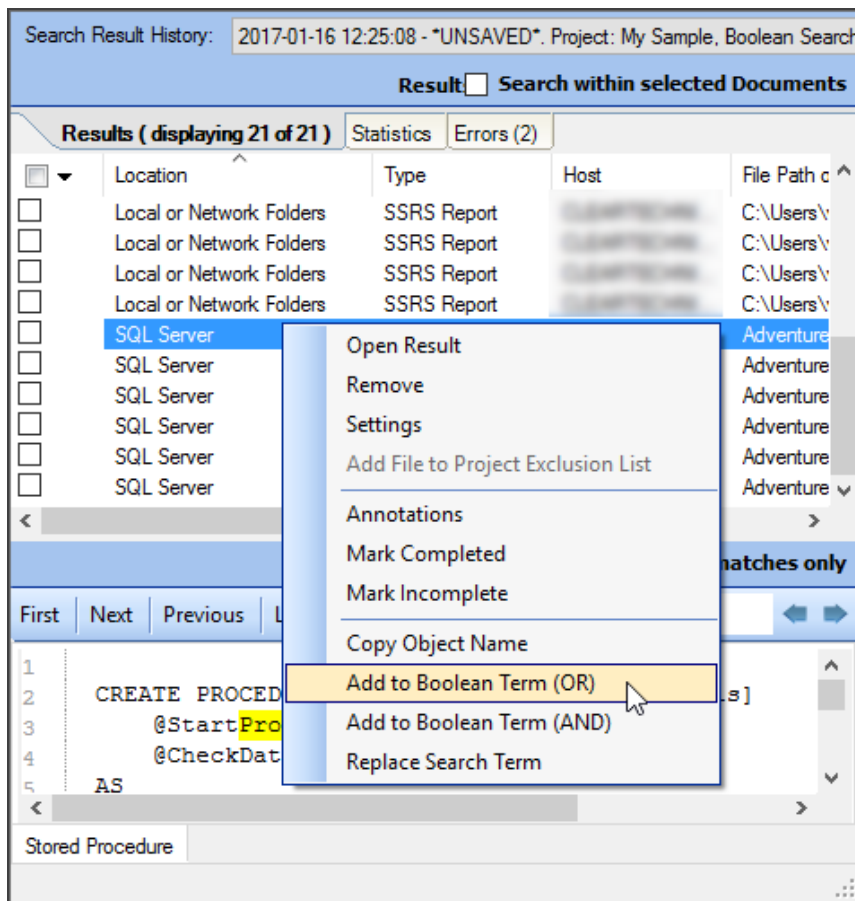 Search Result History: 2017-01-16 12:25:08 - *UNSAVED*. Project: My Sample, Boolean Search
Result Search within selected Documents
Results ( displaying 21 of 21 ) Statistics Errors (2)
Location Type Host File Path
Local or Network Folders SSRS Report C:\Users\
Local or Network Folders SSRS Report C:\Users\
Local or Network Folders SSRS Report C:\Users\
Local or Network Folders SSRS Report C:\Users\
SQL Server Adventure
SQL Server Adventure
SQL Server Adventure
SQL Server Adventure
SQL Server Adventure
SQL Server Adventure
Open Result
Remove
Settings
Add File to Project Exclusion List
Annotations
Mark Completed
Mark Incomplete
Copy Object Name
Add to Boolean Term (OR)
Add to Boolean Term (AND)
Replace Search Term
matches only
First Next Previous
1
2 CREATE PROCED s]
3 @StartPro
4 @CheckDat
5 AS
Stored Procedure